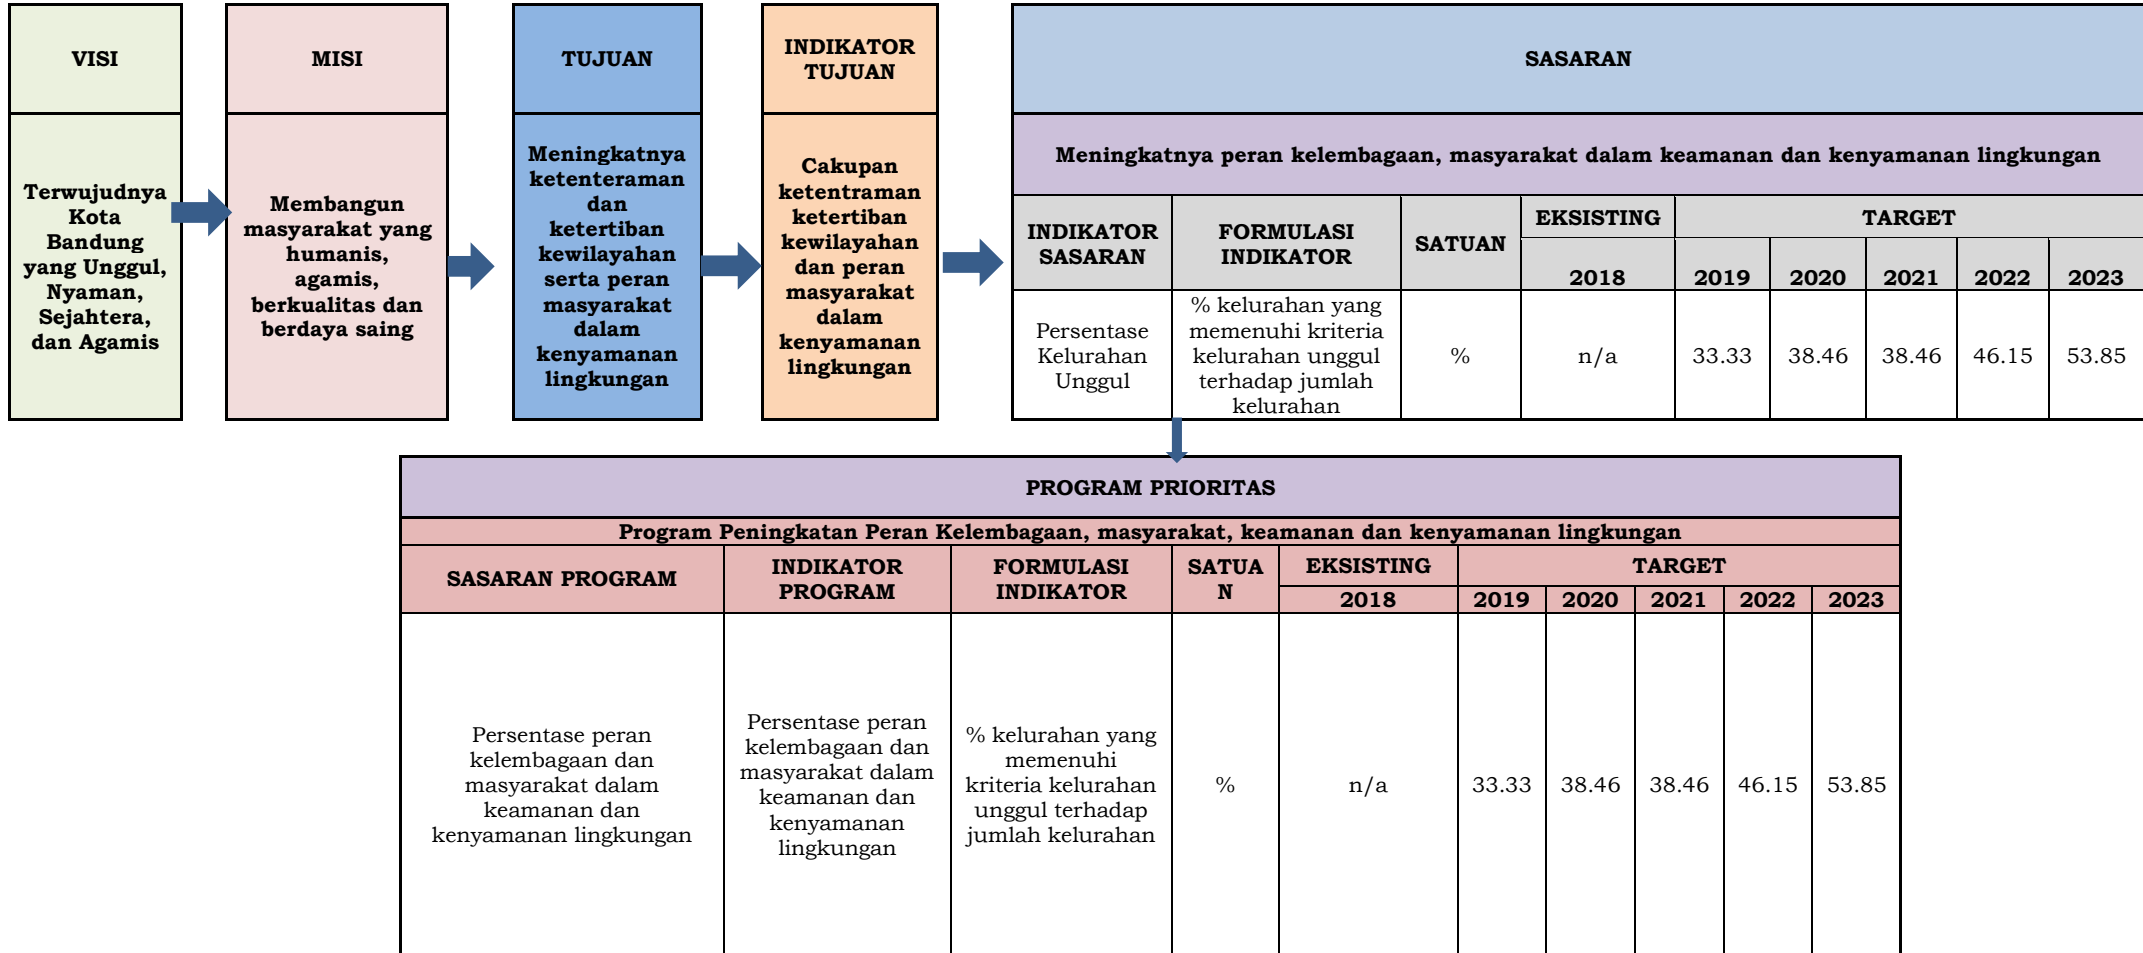 VISI
Terwujudnya
Kota
Bandung
yang Unggul,
Nyaman,
Sejahtera,
dan Agamis
MISI
Membangun
masyarakat yang
humanis,
agamis,
berkualitas dan
berdaya saing
TUJUAN
Meningkatnya
ketenteraman
dan
ketertiban
kewilayahan
serta peran
masyarakat
dalam
kenyamanan
lingkungan
INDIKATOR
TUJUAN
Cakupan
ketentraman
ketertiban
kewilayahan
dan peran
masyarakat
dalam
kenyamanan
lingkungan
SASARAN
Meningkatnya peran kelembagaan, masyarakat dalam keamanan dan kenyamanan lingkungan
INDIKATOR
SASARAN
FORMULASI
INDIKATOR
SATUAN
EKSISTING
TARGET
2018
2019
2020
2021
2022
2023
Persentase
Kelurahan
Unggul
% kelurahan yang
memenuhi kriteria
kelurahan unggul
terhadap jumlah
kelurahan
%
n/a
33.33
38.46
38.46
46.15
53.85
PROGRAM PRIORITAS
Program Peningkatan Peran Kelembagaan, masyarakat, keamanan dan kenyamanan lingkungan
SASARAN PROGRAM
INDIKATOR
PROGRAM
FORMULASI
INDIKATOR
SATUA
N
EKSISTING
TARGET
2018
2019
2020
2021
2022
2023
Persentase peran
kelembagaan dan
masyarakat dalam
keamanan dan
kenyamanan lingkungan
Persentase peran
kelembagaan dan
masyarakat dalam
keamanan dan
kenyamanan
lingkungan
% kelurahan yang
memenuhi
kriteria kelurahan
unggul terhadap
jumlah kelurahan
%
n/a
33.33
38.46
38.46
46.15
53.85